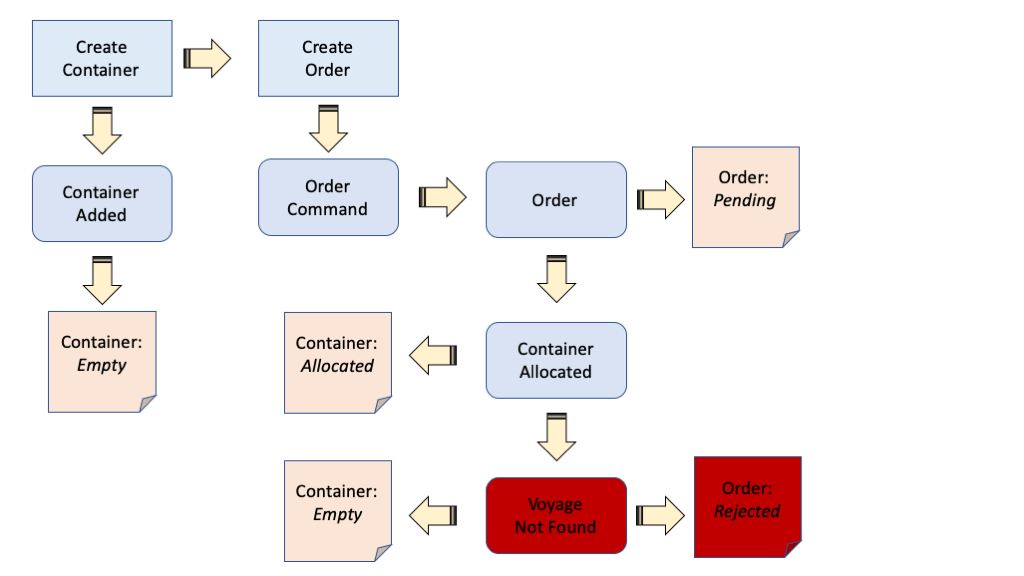 Create
Container
Create
Order
Container
Added
Order
Command
Order
Order:
Pending
Container:
Empty
Container:
Allocated
Container
Allocated
Container:
Empty
Voyage
Not Found
Order:
Rejected